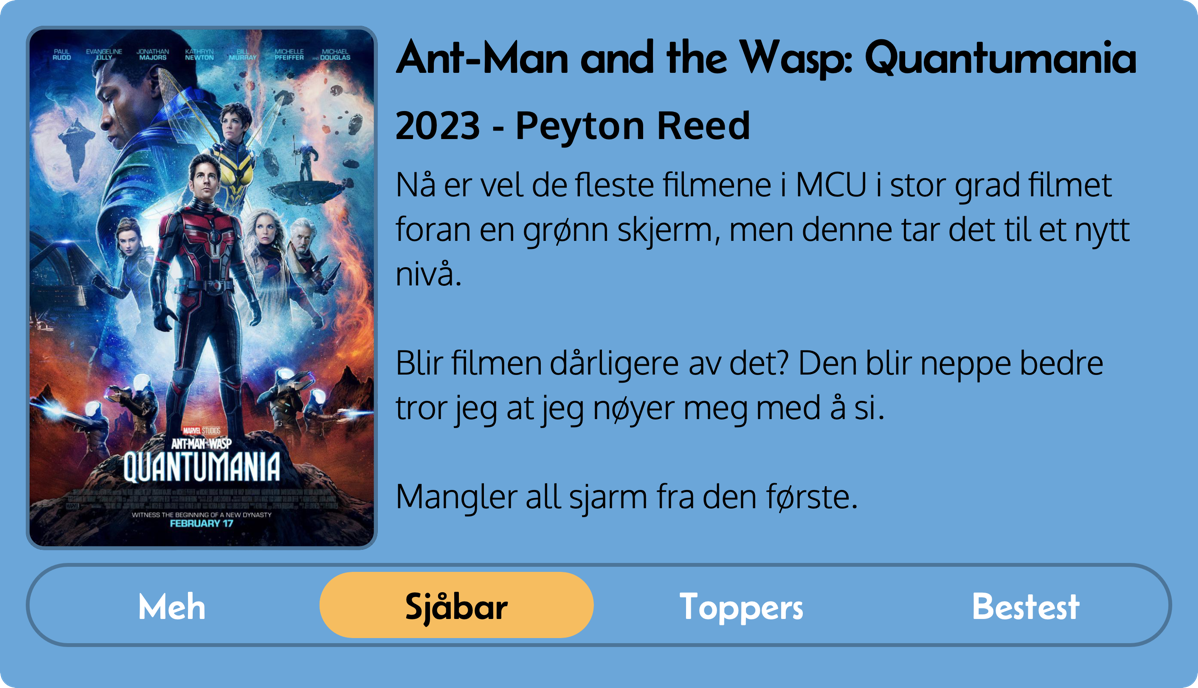 PAUL RUDD EVANGELINE LILLY JONATHAN MAJORS KATHRYN NEWTON BILL MURRAY MICHELLE PFEIFFER AND MICHAEL DOUGLAS
MARVEL STUDIOS
ANT-MAN AND THE WASP
QUANTUMANIA
WITNESS THE BEGINNING OF A NEW DYNASTY
FEBRUARY 17
Ant-Man and the Wasp: Quantumania
2023 - Peyton Reed
Nå er vel de fleste filmene i MCU i stor grad filmet
foran en grønn skjerm, men denne tar det til et nytt
nivå.
Blir filmen dårligere av det? Den blir neppe bedre
tror jeg at jeg nøyer meg med å si.
Mangler all sjarm fra den første.
Meh Sjåbar Toppers Bestest